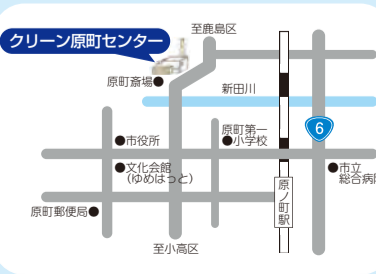 至鹿島区
クリーン原町センター
原町斎場
新田川
6
市役所
原町第一
小学校
文化会館
(ゆめはっと)
市立
総合病院
原ノ町駅
原町郵便局
至小高区